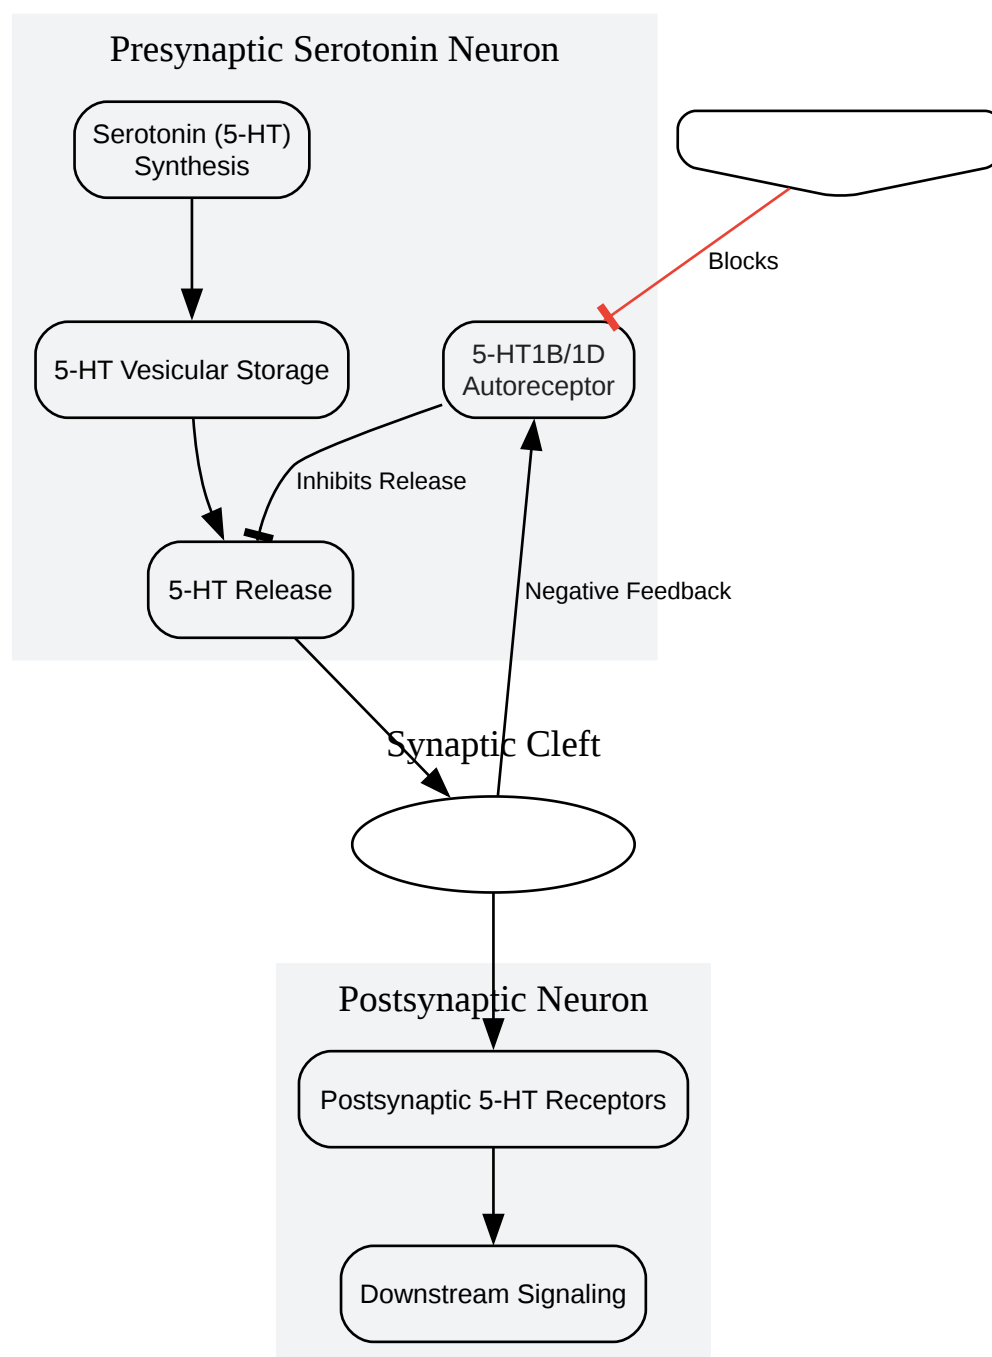 Presynaptic Serotonin Neuron
Serotonin (5-HT)
Synthesis
Blocks
5-HT Vesicular Storage
5-HT1B/1D
Autoreceptor
Inhibits Release
5-HT Release
Negative Feedback
Synaptic Cleft
Postsynaptic Neuron
Postsynaptic 5-HT Receptors
Downstream Signaling